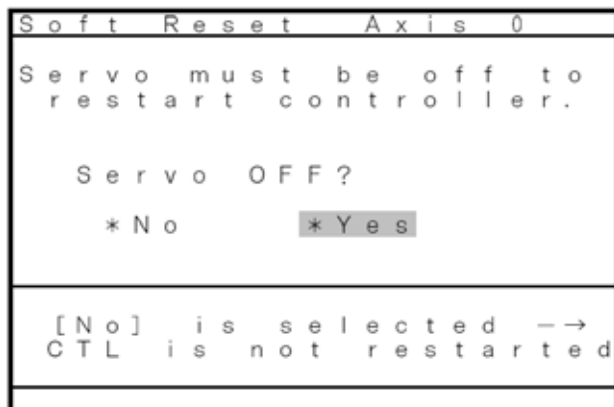 Soft Reset Axis 0
Servo must be off to
restart controller.
Servo OFF?
*No *Yes
[No] is selected −→
CTL is not restarted